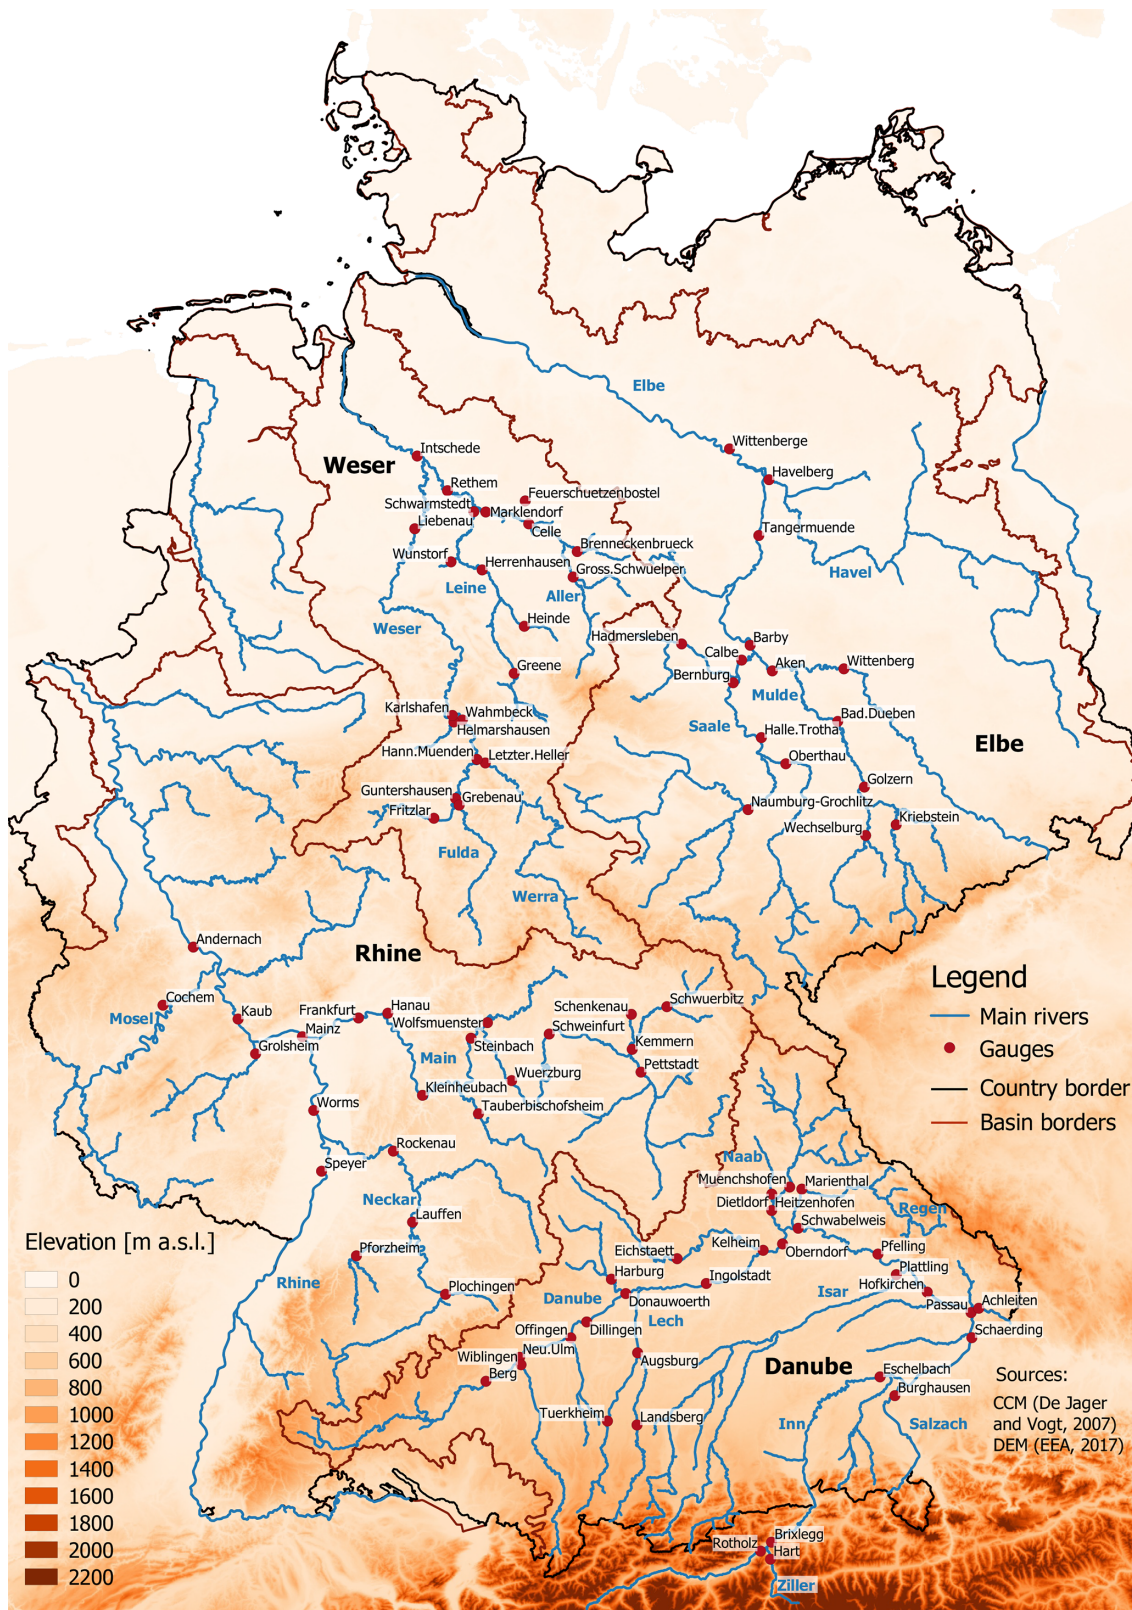 Elbe
Wittenberge
Intschede
Weser
Havelberg
Rethem
Feuerschuetzenbostel
Schwarmstedt
Marklendorf
Liebenau
Tangermuende
Celle
Brenneckenbrueck
Wunstorf
Herrenhausen
Gross.Schwuelper
Havel
Leine
Aller
Heinde
Weser
Hadmersleben
Barby
Calbe
Aken
Wittenberg
Greene
Bernburg
Mulde
Karlshafen
Wahmbeck
Bad.Dueben
Helmarshausen
Saale
Halle.Trotha
Elbe
Hann.Muenden
Letzter.Heller
Oberthau
Golzern
Guntershausen
Grebenau
Naumburg-Grochlitz
Fritzlar
Kriebstein
Wechselburg
Fulda
Werra
Andernach
Rhine
Legend
Cochem
Schenkenau
Schwuerbitz
Mosel
Kaub
Frankfurt
Hanau
Main rivers
Wolfsmuenster
Mainz
Schweinfurt
Grolsheim
Steinbach
Kemmern
Gauges
Main
Pettstadt
Wuerzburg
Kleinheubach
Country border
Worms
Tauberbischofsheim
Basin borders
Rockenau
Naab
Speyer
Muenchshofen
Marienthal
Neckar
Dietldorf
Heitzenhofen
Regen
Lauffen
Schwabelweis
Elevation [m a.s.l.]
Pforzheim
Eichstaett
Kelheim
Oberndorf
Pfelling
Plattling
0
Rhine
Harburg
Ingolstadt
Hofkirchen
Plochingen
Isar
200
Danube
Donauwoerth
Passau
Achleiten
Lech
400
Offingen
Dillingen
Schaerding
600
Wiblingen
Neu.Ulm
Augsburg
Danube
Eschelbach
Sources:
800
Berg
Burghausen
CCM (De Jager
and Vogt, 2007)
DEM (EEA, 2017)
1000
Tuerkheim
Landsberg
Inn
Salzach
1200
1400
1600
1800
Brixlegg
Rotholz
Hart
2000
2200
Ziller